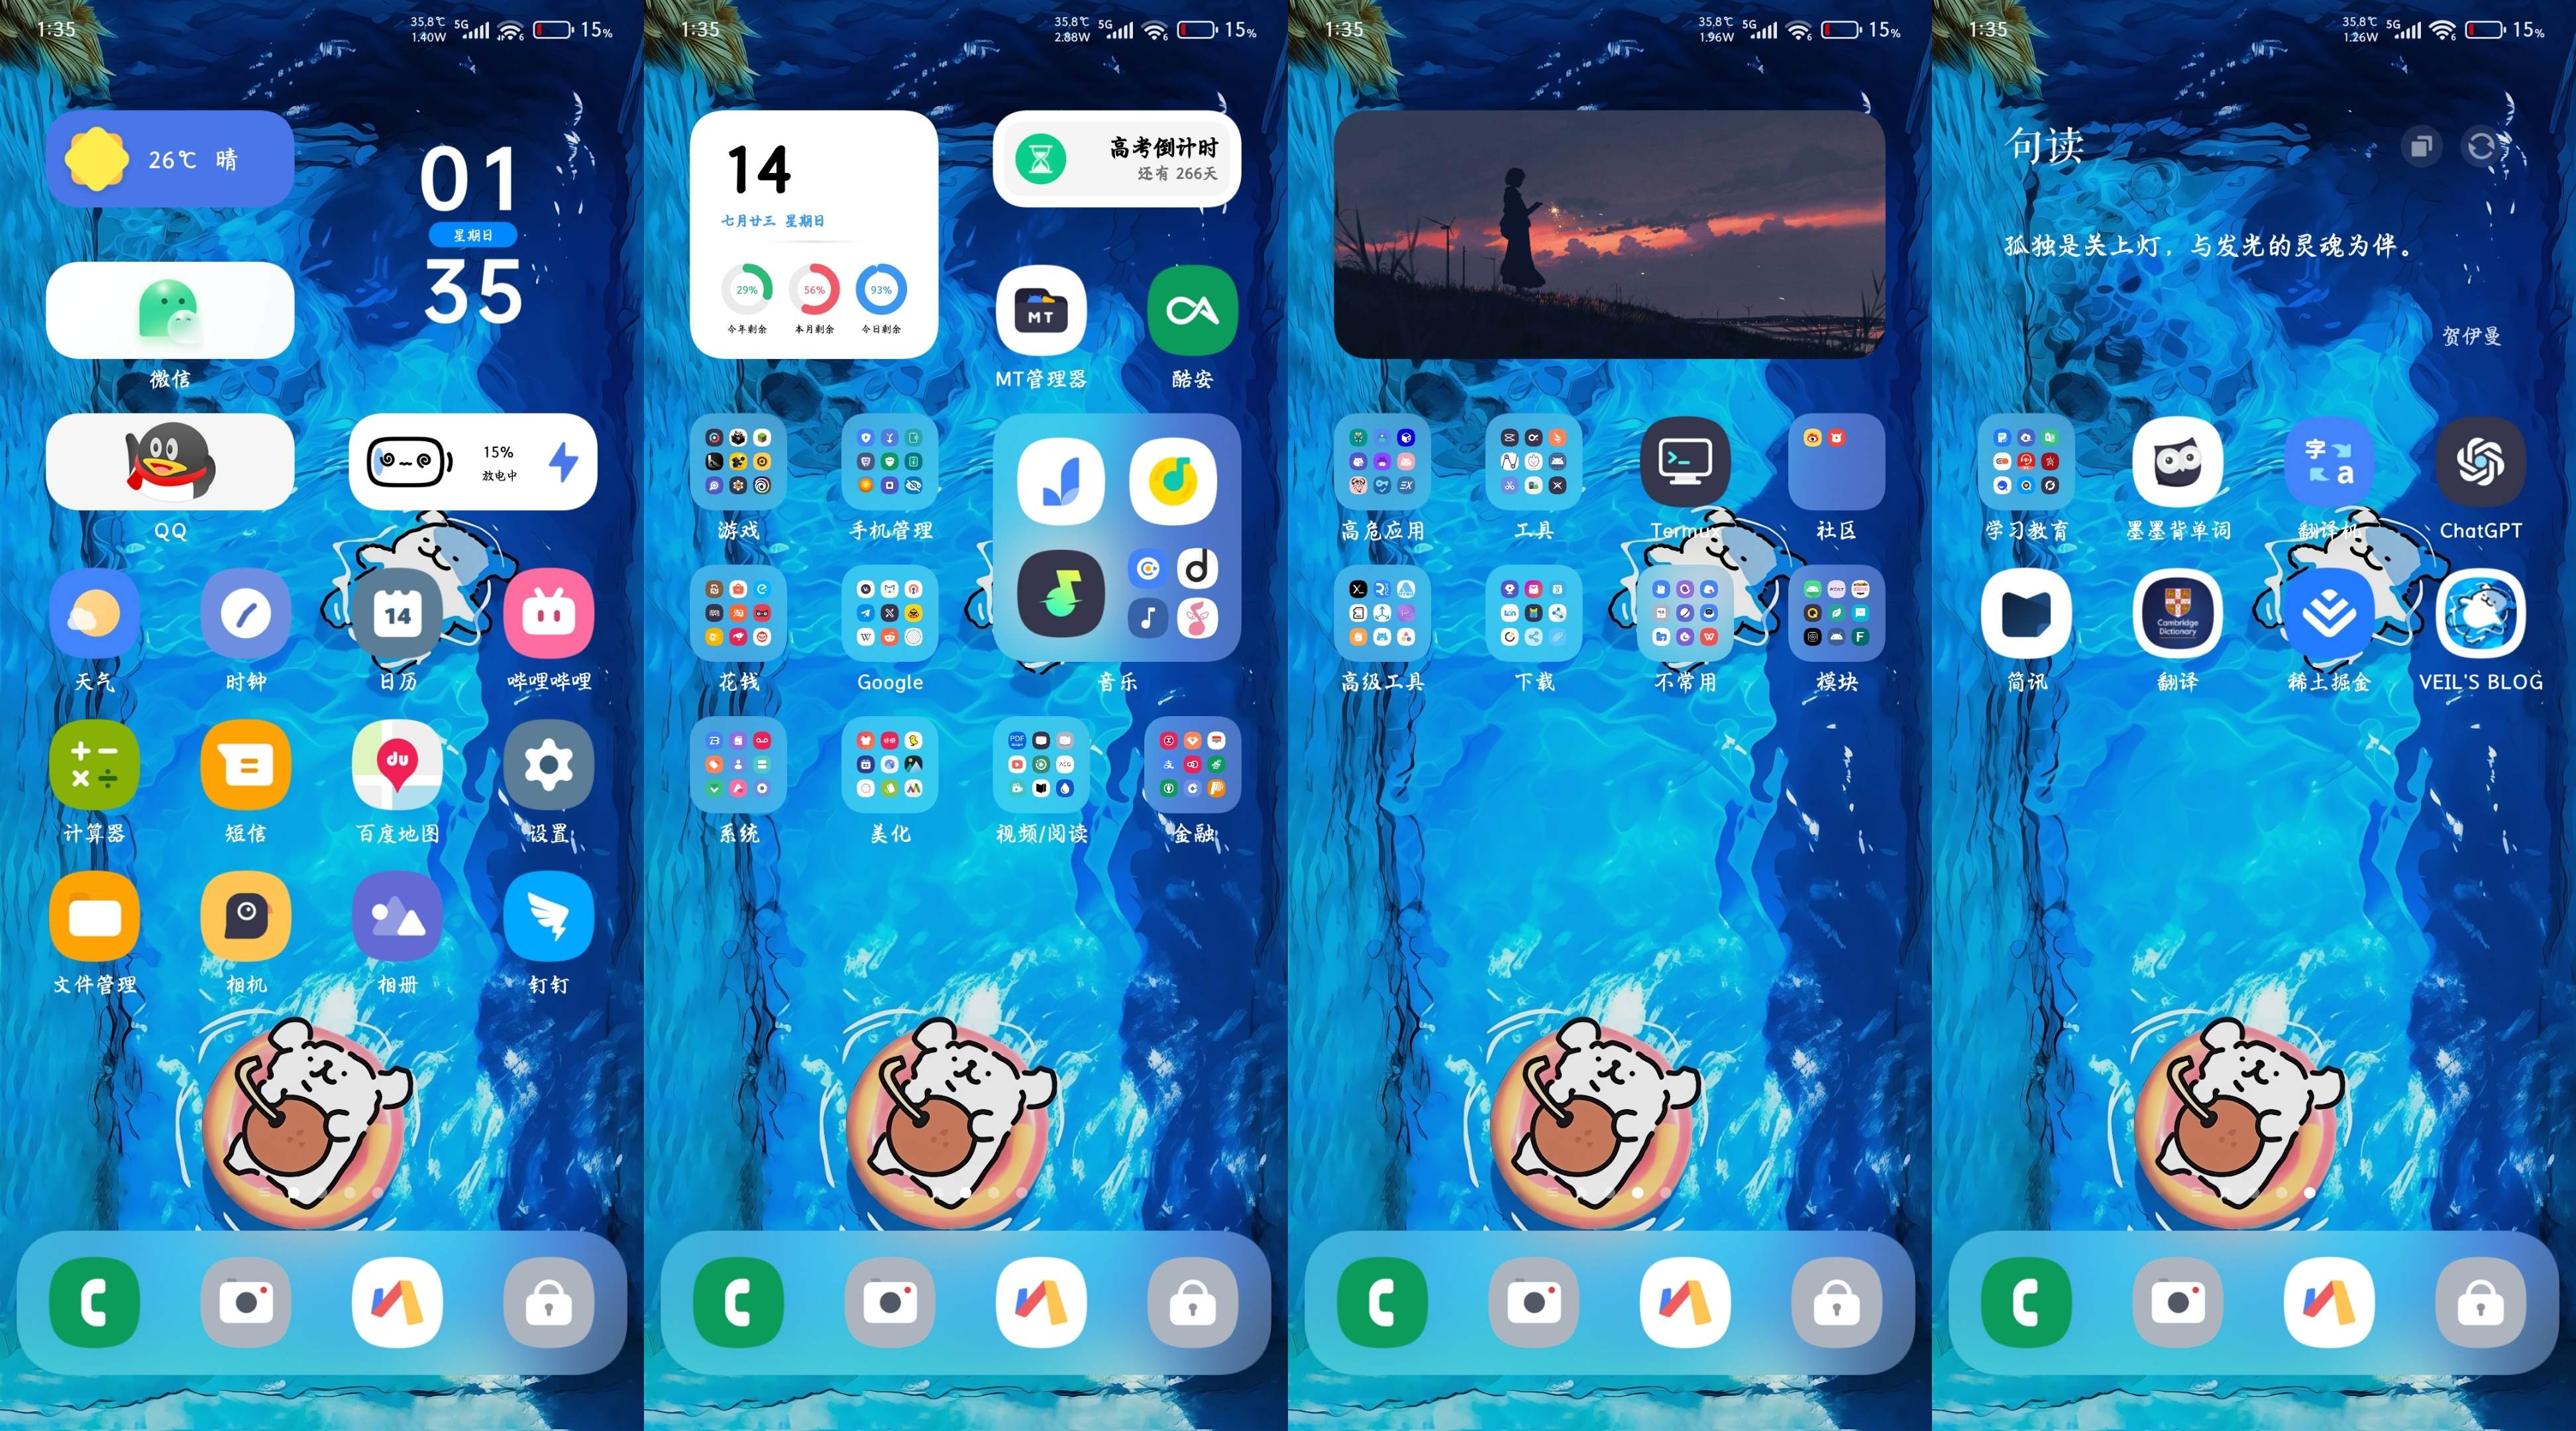 1:35
35.8℃
1.40W
5G
6
15%
26℃ 晴
01
星期日
35
微信
QQ
15%
放电中
14
天气
时钟
日历
哔哩哔哩
计算器
短信
du
百度地图
设置
文件管理
相机
相册
钉钉
1:35
35.8℃
2.88W
5G
6
15%
14
七月廿三 星期日
29%
56%
93%
今年剩余
本月剩余
今日剩余
高考倒计时
还有 266天
MT
MT管理器
酷安
游戏
手机管理
花钱
Google
音乐
系统
美化
PDF
视频/阅读
金融
1:35
35.8℃
1.96W
5G
6
15%
高危应用
工具
Termux
社区
高级工具
下载
不常用
模块
1:35
35.8℃
1.26W
5G
6
15%
句读
孤独是关上灯，与发光的灵魂为伴。
贺伊曼
学习教育
墨墨背单词
字
a
翻译机
ChatGPT
简讯
Cambridge
Dictionary
翻译
稀土掘金
VEIL'S BLOG